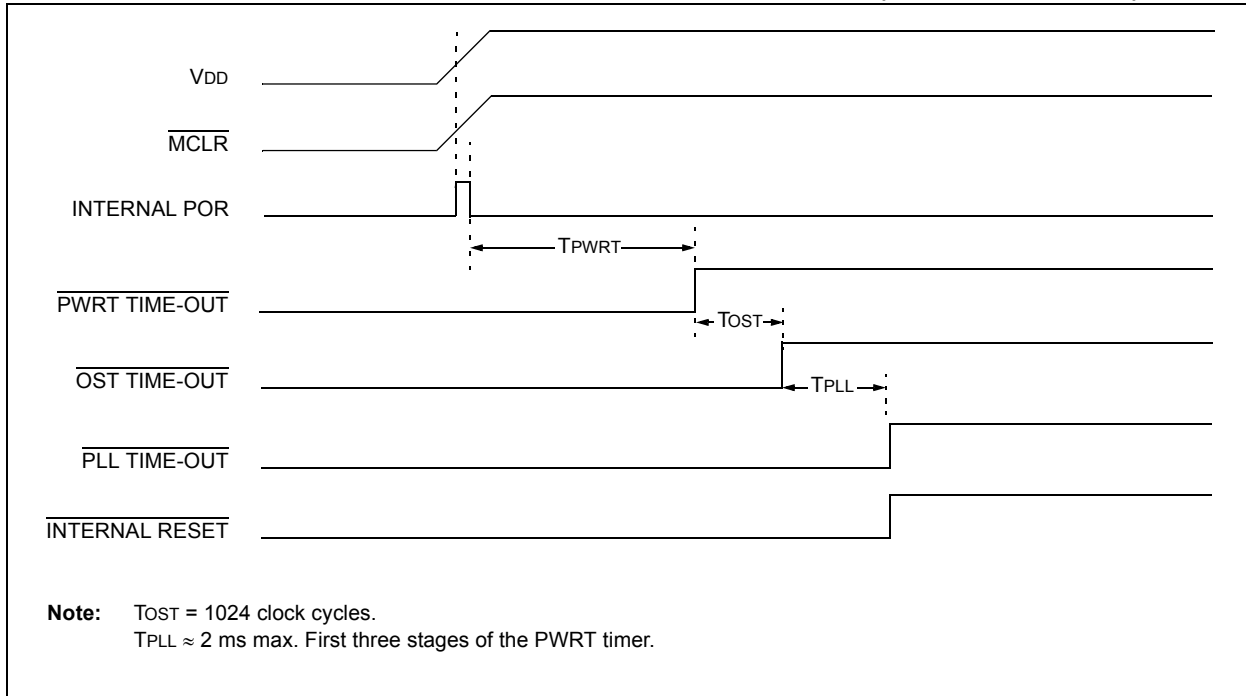 VDD
MCLR
INTERNAL POR
TPWRT
PWRT TIME-OUT
TOST
OST TIME-OUT
TPLL
PLL TIME-OUT
INTERNAL RESET
Note: TOST = 1024 clock cycles.
TPLL ≈ 2 ms max. First three stages of the PWRT timer.